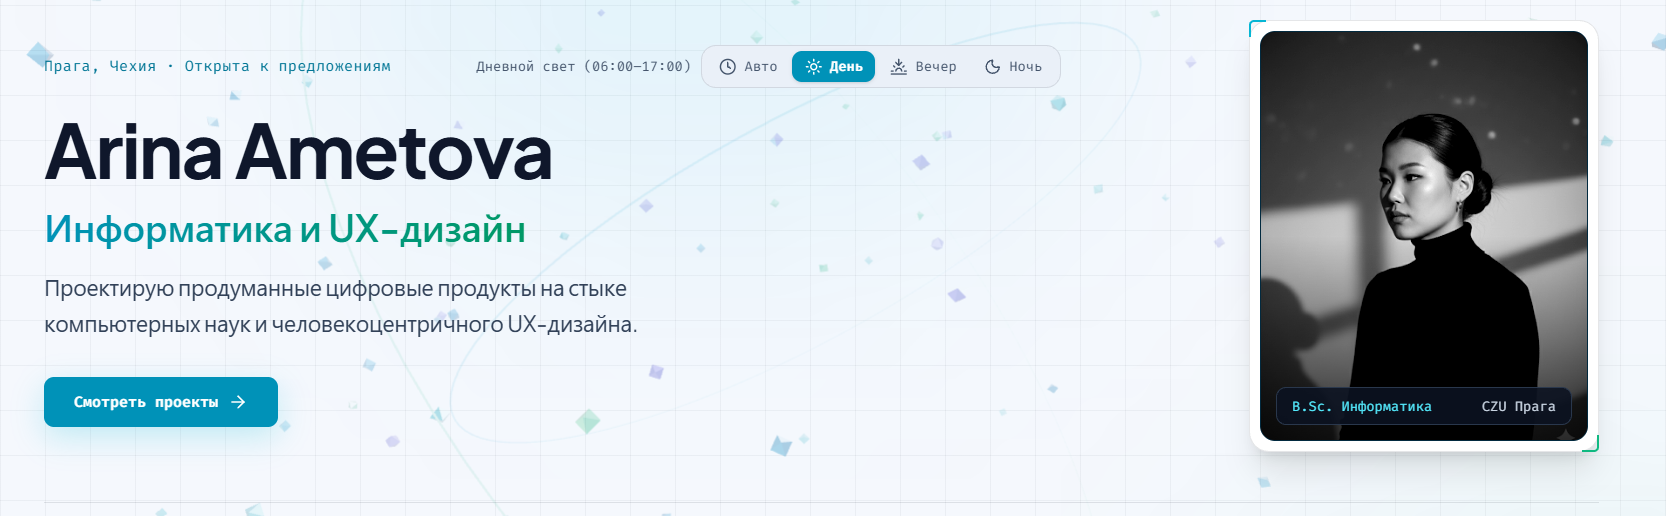 Прага, Чехия · Открыта к предложениям
Дневной свет (06:00–17:00)
Авто
День
Вечер
Ночь
Arina Ametova
Информатика и UX-дизайн
Проектирую продуманные цифровые продукты на стыке
компьютерных наук и человекоцентричного UX-дизайна.
Смотреть проекты →
B.Sc. Информатика
CZU Прага